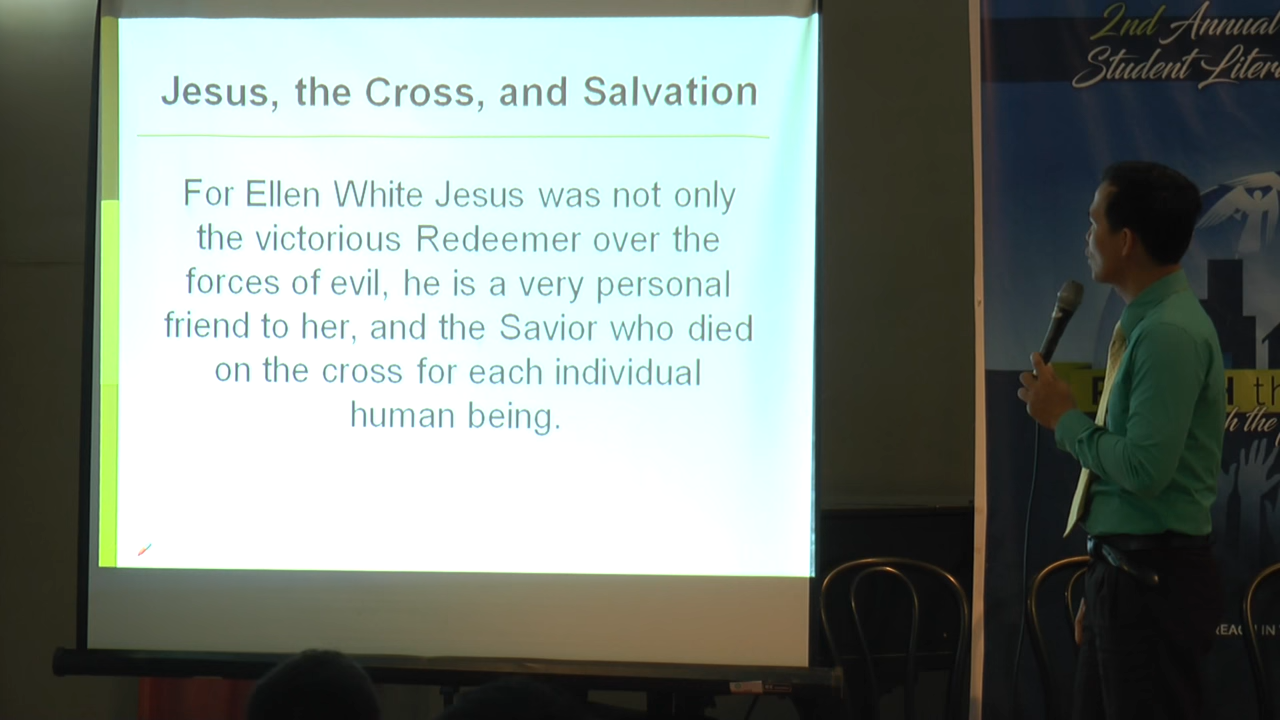 Jesus, the Cross, and Salvation
For Ellen White Jesus was not only
the victorious Redeemer over the
forces of evil, he is a very personal
friend to her, and the Savior who died
on the cross for each individual
human being.
2nd Annual
Student
the